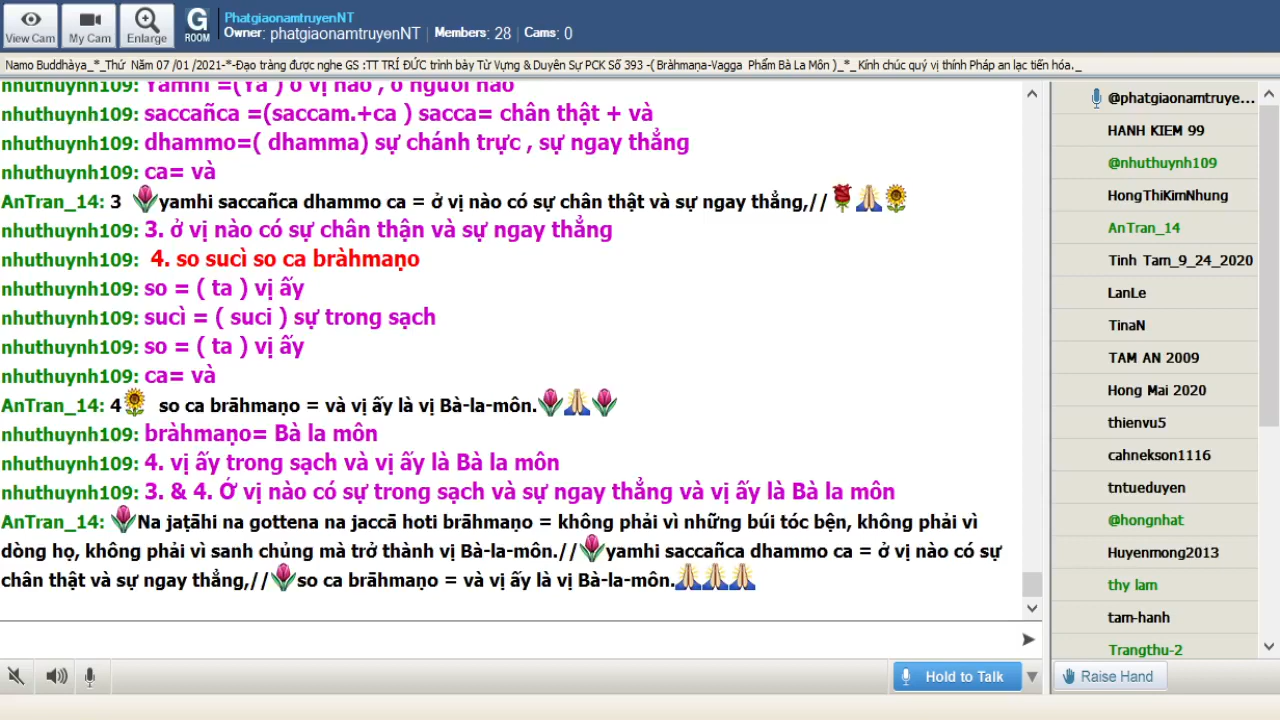 View Cam
My Cam
Enlarge
G
ROOM
PhatgiaonamtruyenNT
Owner: phatgiaonamtruyenNT | Members: 28 | Cams: 0
Namo Buddhàya_*_Thứ Năm 07 /01 /2021-*-Đạo tràng được nghe GS :TT TRÍ ĐỨC trình bày Từ Vựng & Duyên Sự PCK Số 393 -( Bràhmaṇa-Vagga Phẩm Bà La Môn )_*_ Kính chúc quý vị thính Pháp an lạc tiến hóa._
nhuthuynh109: Yamhi =(Ya ) ở vị nào , ở người nào
nhuthuynh109: saccañca =(saccam.+ca ) sacca= chân thật + và
nhuthuynh109: dhammo=( dhamma) sự chánh trực , sự ngay thẳng
nhuthuynh109: ca= và
AnTran_14: 3 🌷yamhi saccañca dhammo ca = ở vị nào có sự chân thật và sự ngay thẳng,// 🌹🙏🌻
nhuthuynh109: 3. ở vị nào có sự chân thận và sự ngay thẳng
nhuthuynh109: 4. so sucì so ca bràhmaṇo
nhuthuynh109: so = ( ta ) vị ấy
nhuthuynh109: sucì = ( suci ) sự trong sạch
nhuthuynh109: so = ( ta ) vị ấy
nhuthuynh109: ca= và
AnTran_14: 4🌻 so ca brāhmaṇo = và vị ấy là vị Bà-la-môn.🌷🙏🌷
nhuthuynh109: bràhmaṇo= Bà la môn
nhuthuynh109: 4. vị ấy trong sạch và vị ấy là Bà la môn
nhuthuynh109: 3. & 4. Ở vị nào có sự trong sạch và sự ngay thẳng và vị ấy là Bà la môn
AnTran_14: 🌷Na jaṭāhi na gottena na jaccā hoti brāhmaṇo = không phải vì những búi tóc bện, không phải vì
dòng họ, không phải vì sanh chủng mà trở thành vị Bà-la-môn.//🌷yamhi saccañca dhammo ca = ở vị nào có sự
chân thật và sự ngay thẳng,//🌷so ca brāhmaṇo = và vị ấy là vị Bà-la-môn.🙏🙏🙏
Hold to Talk
@phatgiaonamtruye...
HANH KIEM 99
@nhuthuynh109
HongThiKimNhung
AnTran_14
Tinh Tam_9_24_2020
LanLe
TinaN
TAM AN 2009
Hong Mai 2020
thienvu5
cahnekson1116
tntueduyen
@hongnhat
Huyenmong2013
thy lam
tam-hanh
Trangthu-2
Raise Hand